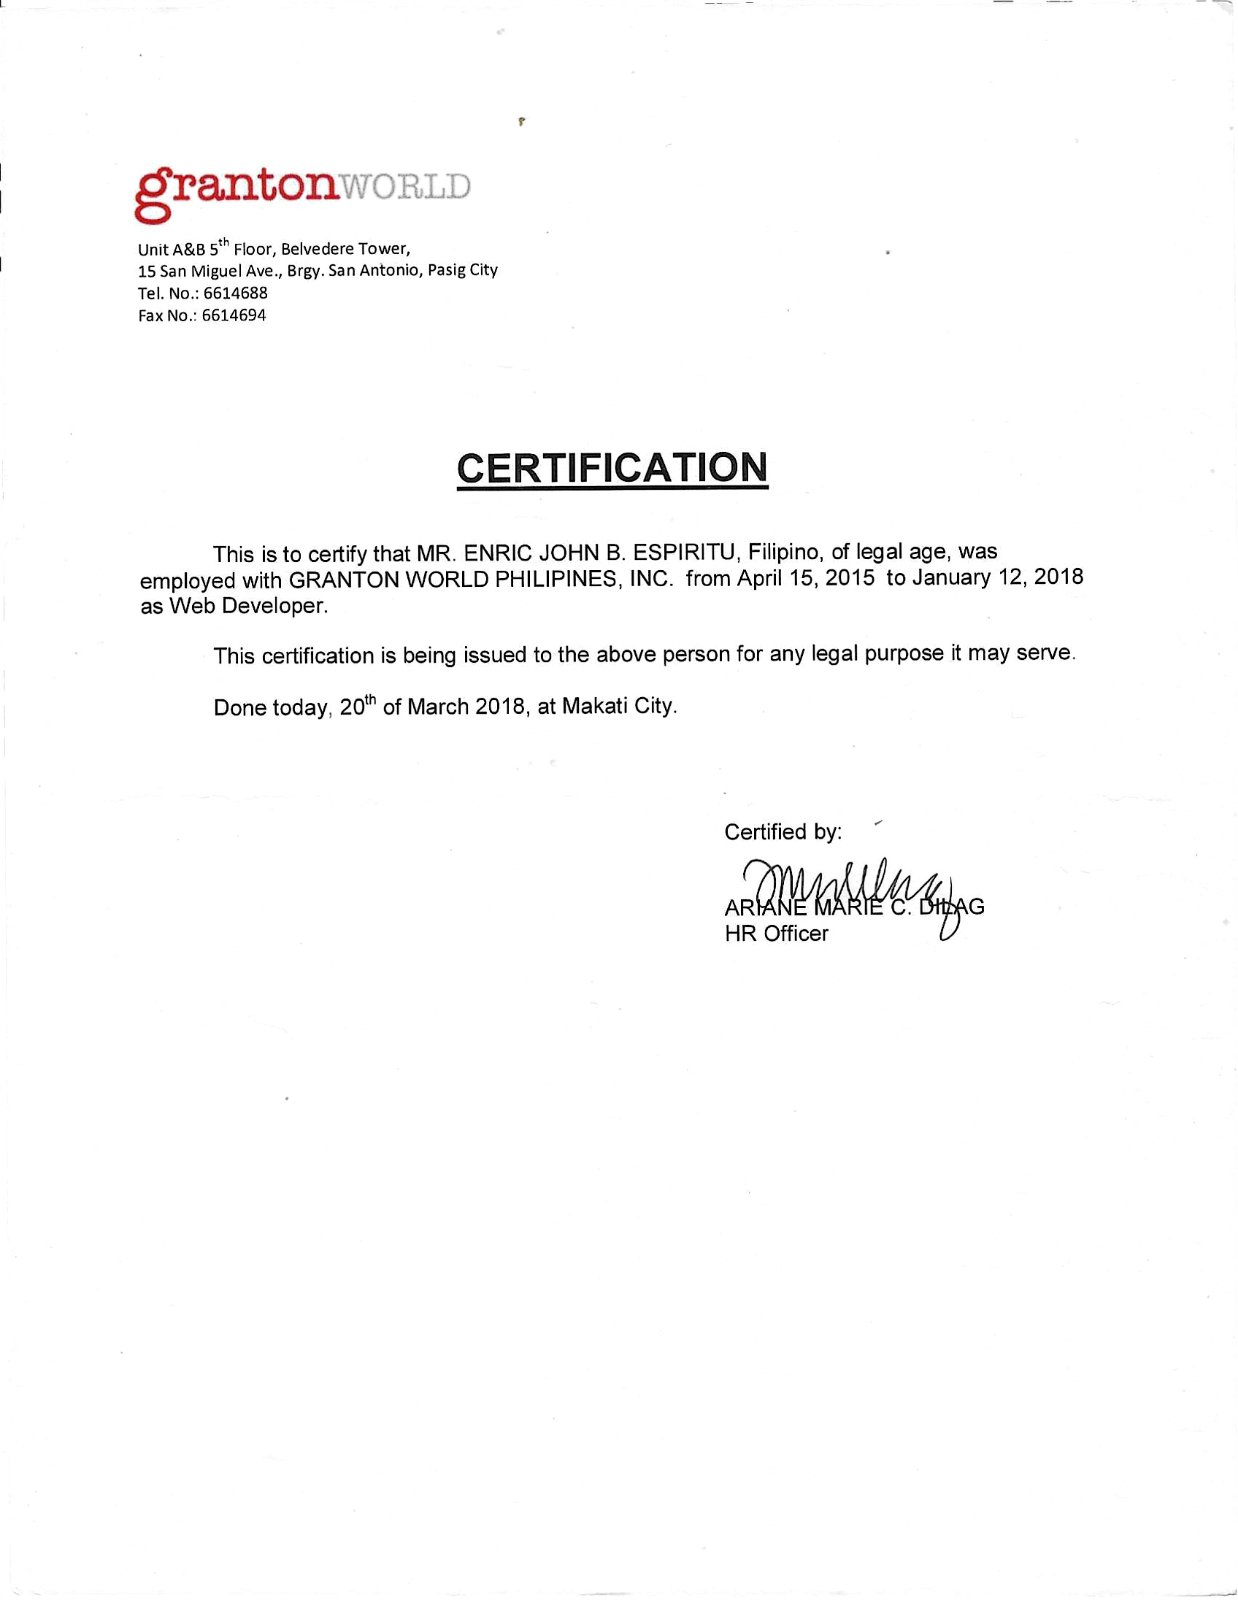 grantonWORLD
Unit A&B 5th Floor, Belvedere Tower,
15 San Miguel Ave., Brgy. San Antonio, Pasig City
Tel. No.: 6614688
Fax No.: 6614694
CERTIFICATION
This is to certify that MR. ENRIC JOHN B. ESPIRITU, Filipino, of legal age, was
employed with GRANTON WORLD PHILIPINES, INC. from April 15, 2015 to January 12, 2018
as Web Developer.
This certification is being issued to the above person for any legal purpose it may serve.
Done today, 20th of March 2018, at Makati City.
Certified by:
ARIANE MARIE C. DILAG
HR Officer